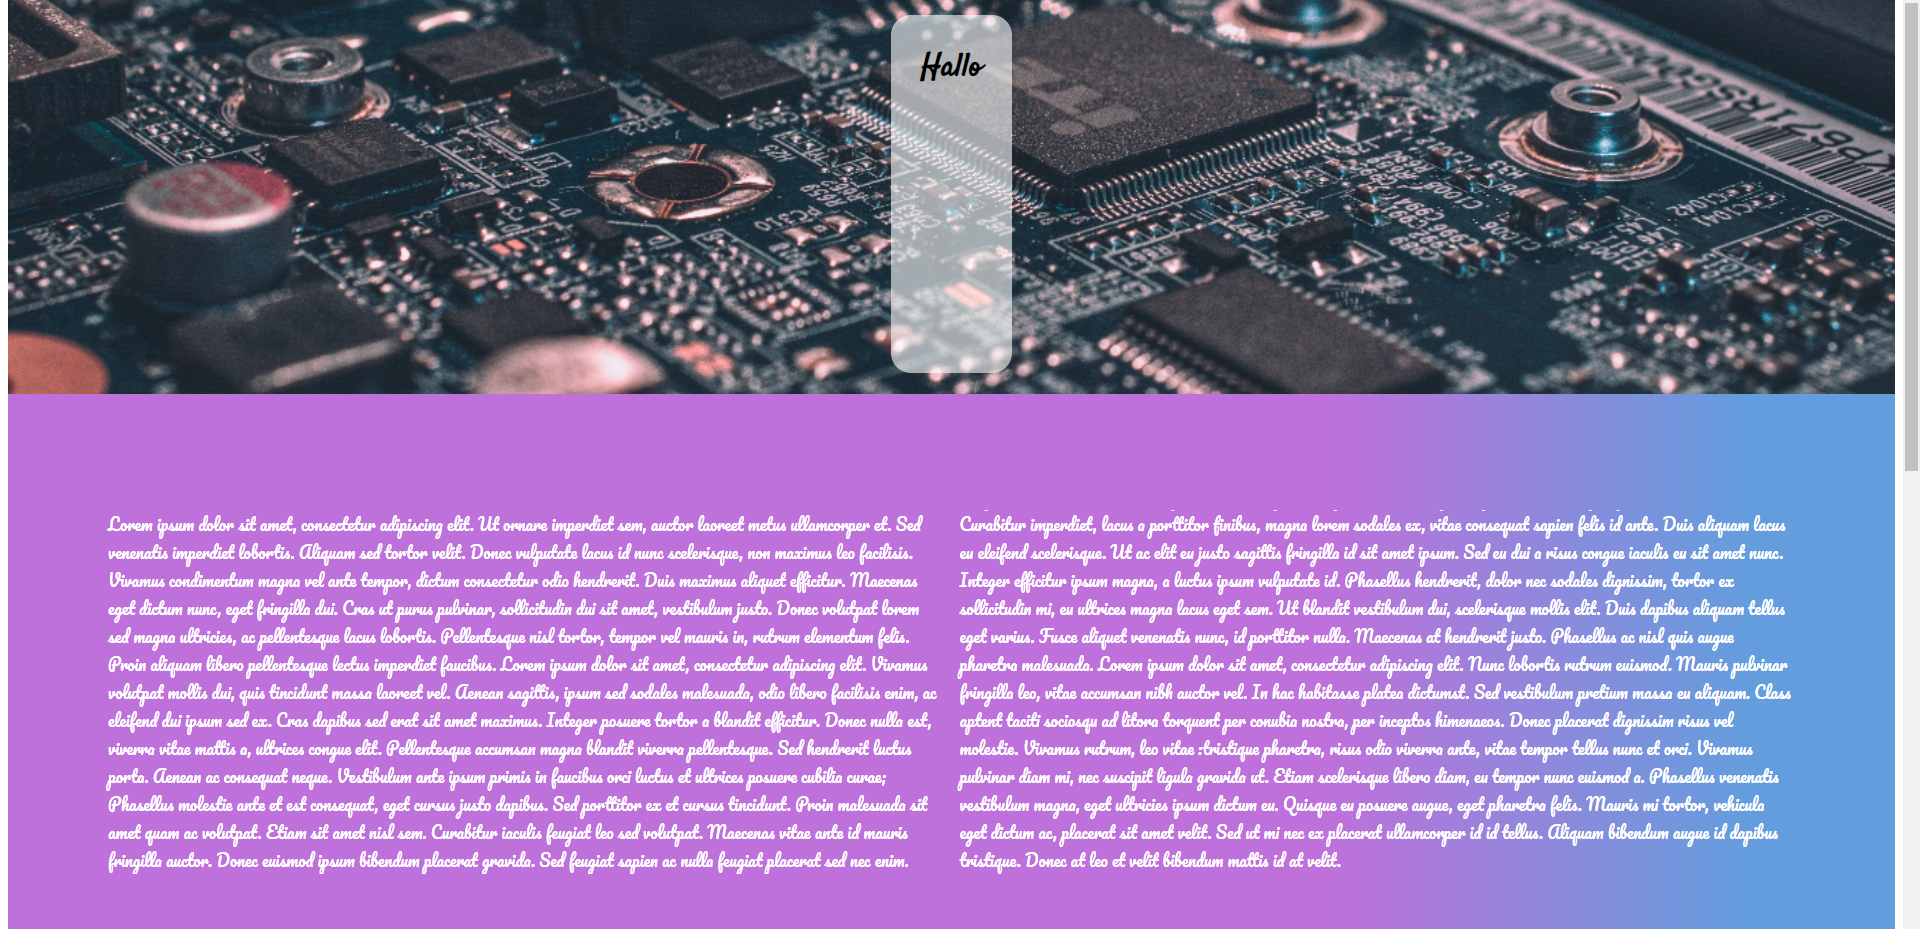 Hallo
Lorem ipsum dolor sit amet, consectetur adipiscing elit. Ut ornare imperdiet sem, auctor laoreet metus ullamcorper et. Sed
venenatis imperdiet lobortis. Aliquam sed tortor velit. Donec vulputate lacus id nunc scelerisque, non maximus leo facilisis.
Vivamus condimentum magna vel ante tempor, dictum consectetur odio hendrerit. Duis maximus aliquet efficitur. Maecenas
eget dictum nunc, eget fringilla dui. Cras ut purus pulvinar, sollicitudin dui sit amet, vestibulum justo. Donec volutpat lorem
sed magna ultricies, ac pellentesque lacus lobortis. Pellentesque nisl tortor, tempor vel mauris in, rutrum elementum felis.
Proin aliquam libero pellentesque lectus imperdiet faucibus. Lorem ipsum dolor sit amet, consectetur adipiscing elit. Vivamus
volutpat mollis dui, quis tincidunt massa laoreet vel. Aenean sagittis, ipsum sed sodales malesuada, odio libero facilisis enim, ac
eleifend dui ipsum sed ex. Cras dapibus sed erat sit amet maximus. Integer posuere tortor a blandit efficitur. Donec nulla est,
viverra vitae mattis a, ultrices congue elit. Pellentesque accumsan magna blandit viverra pellentesque. Sed hendrerit luctus
porta. Aenean ac consequat neque. Vestibulum ante ipsum primis in faucibus orci luctus et ultrices posuere cubilia curae;
Phasellus molestie ante et est consequat, eget cursus justo dapibus. Sed porttitor ex et cursus tincidunt. Proin malesuada sit
amet quam ac volutpat. Etiam sit amet nisl sem. Curabitur iaculis feugiat leo sed volutpat. Maecenas vitae ante id mauris
fringilla auctor. Donec euismod ipsum bibendum placerat gravida. Sed feugiat sapien ac nulla feugiat placerat sed nec enim.
Curabitur imperdiet, lacus a porttitor finibus, magna lorem sodales ex, vitae consequat sapien felis id ante. Duis aliquam lacus
eu eleifend scelerisque. Ut ac elit eu justo sagittis fringilla id sit amet ipsum. Sed eu dui a risus congue iaculis eu sit amet nunc.
Integer efficitur ipsum magna, a luctus ipsum vulputate id. Phasellus hendrerit, dolor nec sodales dignissim, tortor ex
sollicitudin mi, eu ultrices magna lacus eget sem. Ut blandit vestibulum dui, scelerisque mollis elit. Duis dapibus aliquam tellus
eget varius. Fusce aliquet venenatis nunc, id porttitor nulla. Maecenas at hendrerit justo. Phasellus ac nisl quis augue
pharetra malesuada. Lorem ipsum dolor sit amet, consectetur adipiscing elit. Nunc lobortis rutrum euismod. Mauris pulvinar
fringilla leo, vitae accumsan nibh auctor vel. In hac habitasse platea dictumst. Sed vestibulum pretium massa eu aliquam. Class
aptent taciti sociosqu ad litora torquent per conubia nostra, per inceptos himenaeos. Donec placerat dignissim risus vel
molestie. Vivamus rutrum, leo vitae :tristique pharetra, risus odio viverra ante, vitae tempor tellus nunc et orci. Vivamus
pulvinar diam mi, nec suscipit ligula gravida ut. Etiam scelerisque libero diam, eu tempor nunc euismod a. Phasellus venenatis
vestibulum magna, eget ultricies ipsum dictum eu. Quisque eu posuere augue, eget pharetra felis. Mauris mi tortor, vehicula
eget dictum ac, placerat sit amet velit. Sed ut mi nec ex placerat ullamcorper id id tellus. Aliquam bibendum augue id dapibus
tristique. Donec at leo et velit bibendum mattis id at velit.